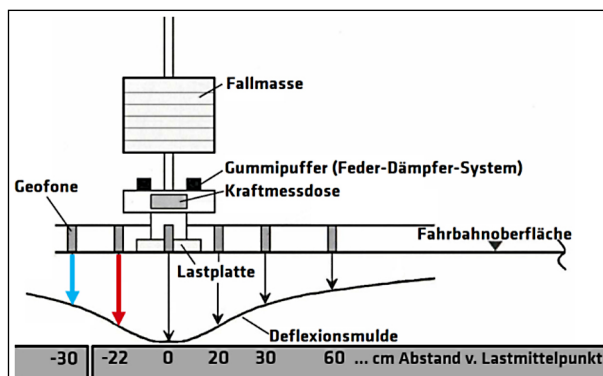 Fallmasse
Gummipuffer (Feder-Dämpfer-System)
Geofone
Kraftmessdose
Fahrbahnoberfläche
Lastplatte
Deflexionsmulde
-30 -22 0 20 30 60 ... cm Abstand v. Lastmittelpunkt